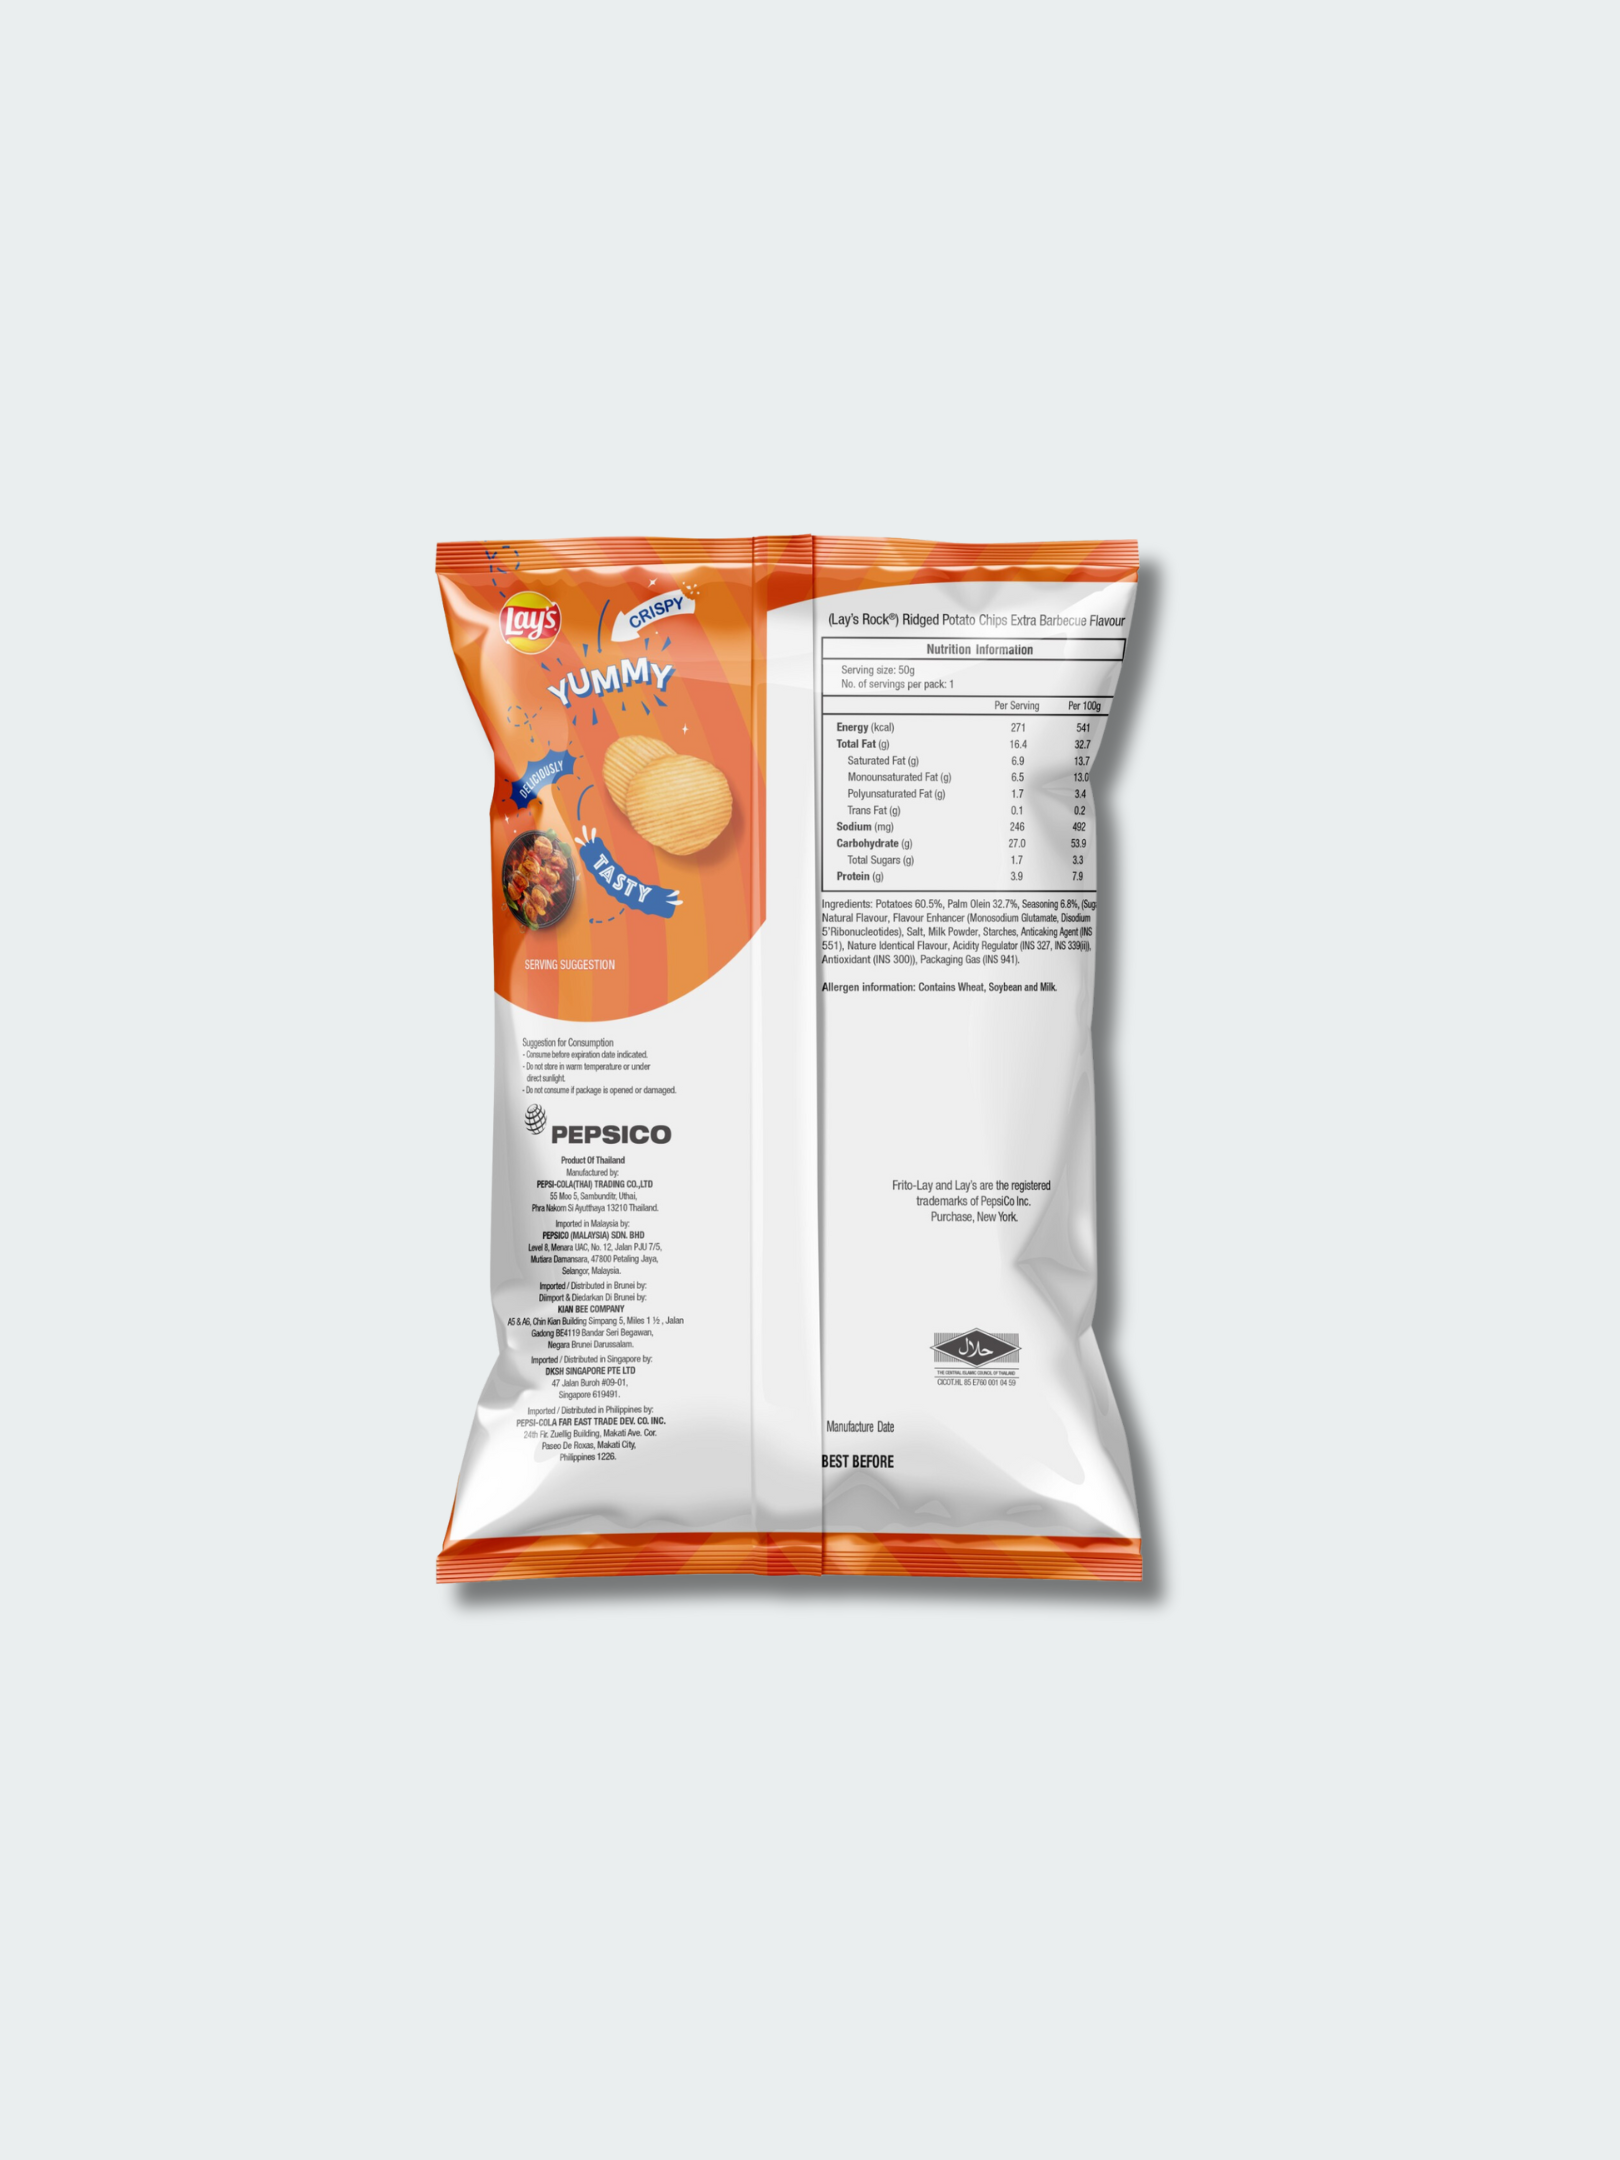 Lay's
CRISPY
YUMMY
DELICIOUSLY
TASTY
SERVING SUGGESTION
Suggestion for Consumption
- Consume before expiration date indicated.
- Do not store in warm temperature or under
direct sunlight.
- Do not consume if package is opened or damaged.
PEPSICO
Product Of Thailand
Manufactured by:
PEPSI-COLA(THAI) TRADING CO.,LTD
55 Moo 5, Sambunditr, Uthai,
Phra Nakorn Si Ayutthaya 13210 Thailand.
Imported in Malaysia by:
PEPSICO (MALAYSIA) SDN. BHD
Level 8, Menara UAC, No. 12, Jalan PJU 7/5,
Mutiara Damansara, 47800 Petaling Jaya,
Selangor, Malaysia.
Imported / Distributed in Brunei by:
Diimport & Diedarkan Di Brunei by:
KIAN BEE COMPANY
A5 & A6, Chin Kian Building Simpang 5, Miles 1 ½ , Jalan
Gadong BE4119 Bandar Seri Begawan,
Negara Brunei Darussalam.
Imported / Distributed in Singapore by:
DKSH SINGAPORE PTE LTD
47 Jalan Buroh #09-01,
Singapore 619491.
Imported / Distributed in Philippines by:
PEPSI-COLA FAR EAST TRADE DEV. CO. INC.
24th Flr. Zuellig Building, Makati Ave. Cor.
Paseo De Roxas, Makati City,
Philippines 1226.
(Lay's Rock®) Ridged Potato Chips Extra Barbecue Flavour
Nutrition Information
Serving size: 50g
No. of servings per pack: 1
Per Serving Per 100g
Energy (kcal) 271 541
Total Fat (g) 16.4 32.7
Saturated Fat (g) 6.9 13.7
Monounsaturated Fat (g) 6.5 13.0
Polyunsaturated Fat (g) 1.7 3.4
Trans Fat (g) 0.1 0.2
Sodium (mg) 246 492
Carbohydrate (g) 27.0 53.9
Total Sugars (g) 1.7 3.3
Protein (g) 3.9 7.9
Ingredients: Potatoes 60.5%, Palm Olein 32.7%, Seasoning 6.8%, (Sug
Natural Flavour, Flavour Enhancer (Monosodium Glutamate, Disodium
5'Ribonucleotides), Salt, Milk Powder, Starches, Anticaking Agent (INS
551), Nature Identical Flavour, Acidity Regulator (INS 327, INS 339(ii)),
Antioxidant (INS 300)), Packaging Gas (INS 941).
Allergen information: Contains Wheat, Soybean and Milk.
Frito-Lay and Lay's are the registered
trademarks of PepsiCo Inc.
Purchase, New York.
حلال
THE CENTRAL ISLAMIC COUNCIL OF THAILAND
CICOT.HL 85 E760 001 04 59
Manufacture Date
BEST BEFORE